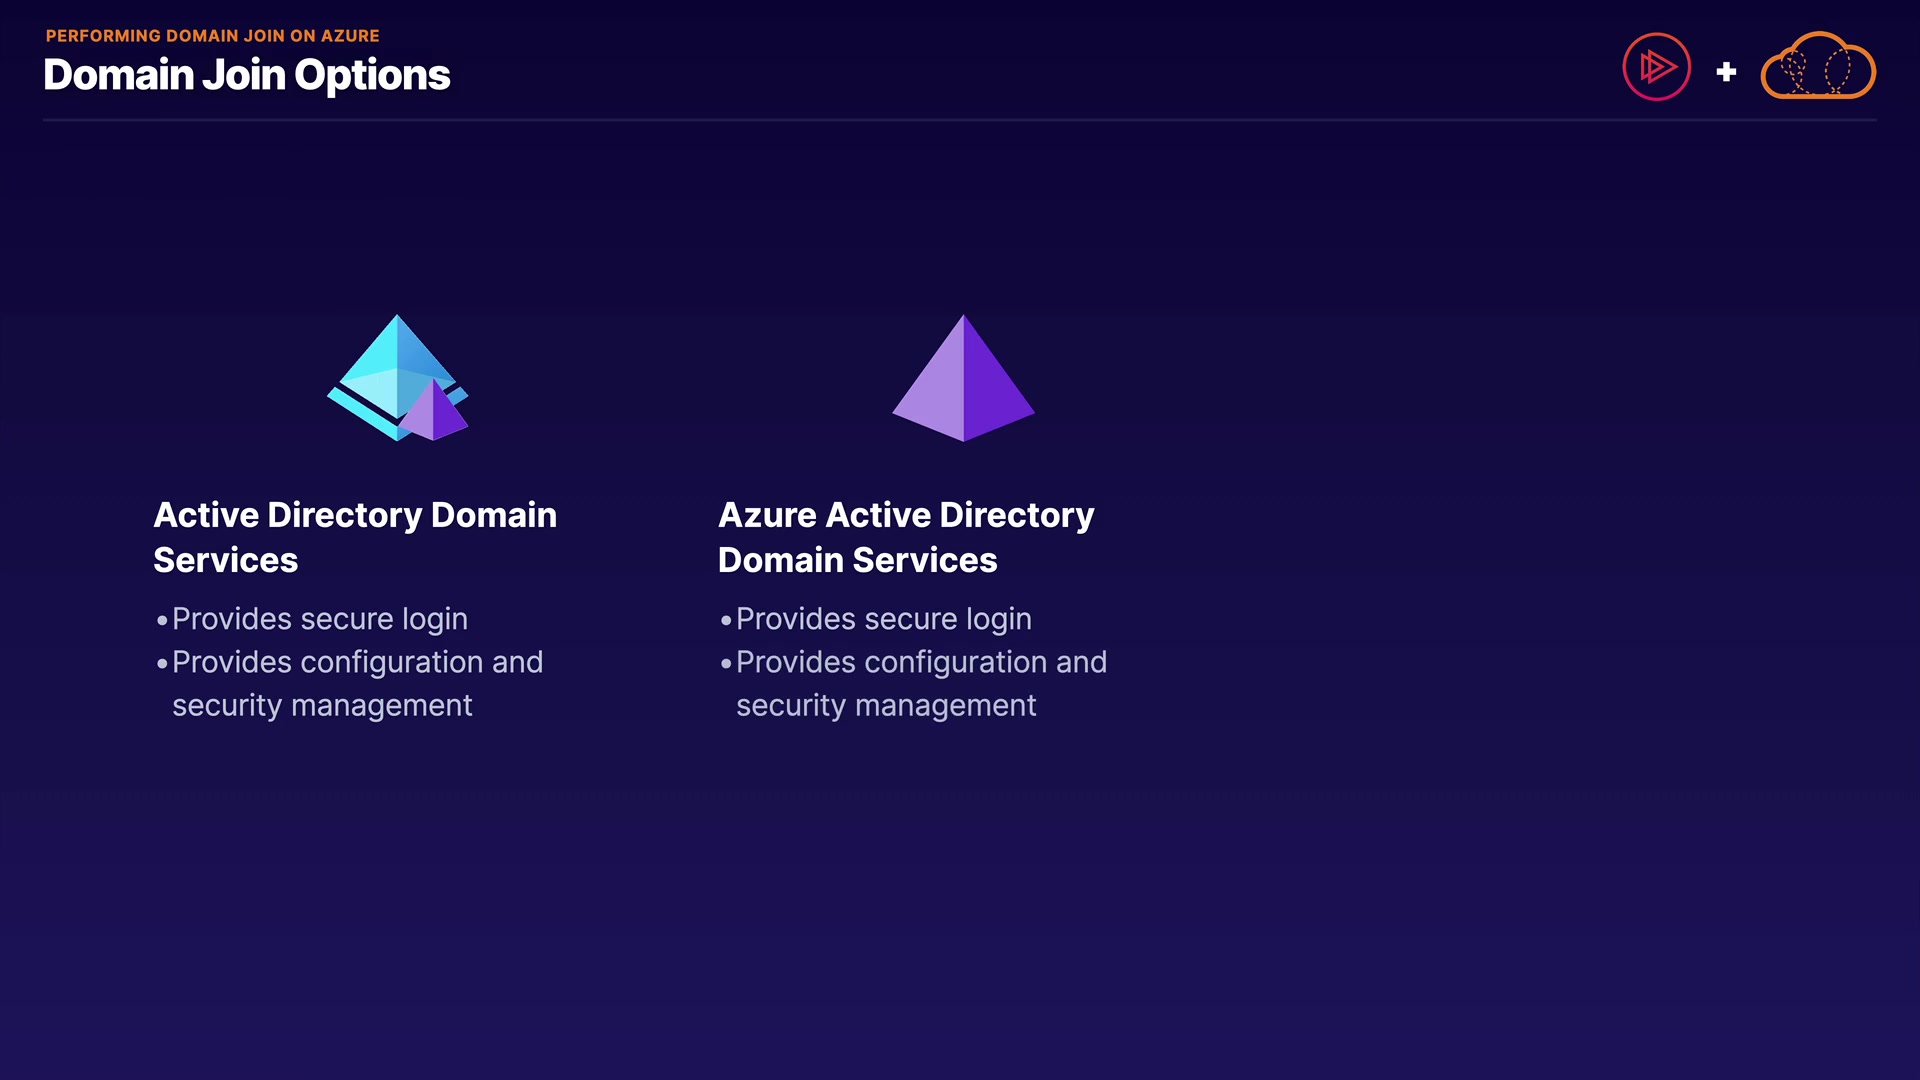 PERFORMING DOMAIN JOIN ON AZURE
Domain Join Options
Active Directory Domain
Services
•Provides secure login
•Provides configuration and
security management
Azure Active Directory
Domain Services
•Provides secure login
•Provides configuration and
security management